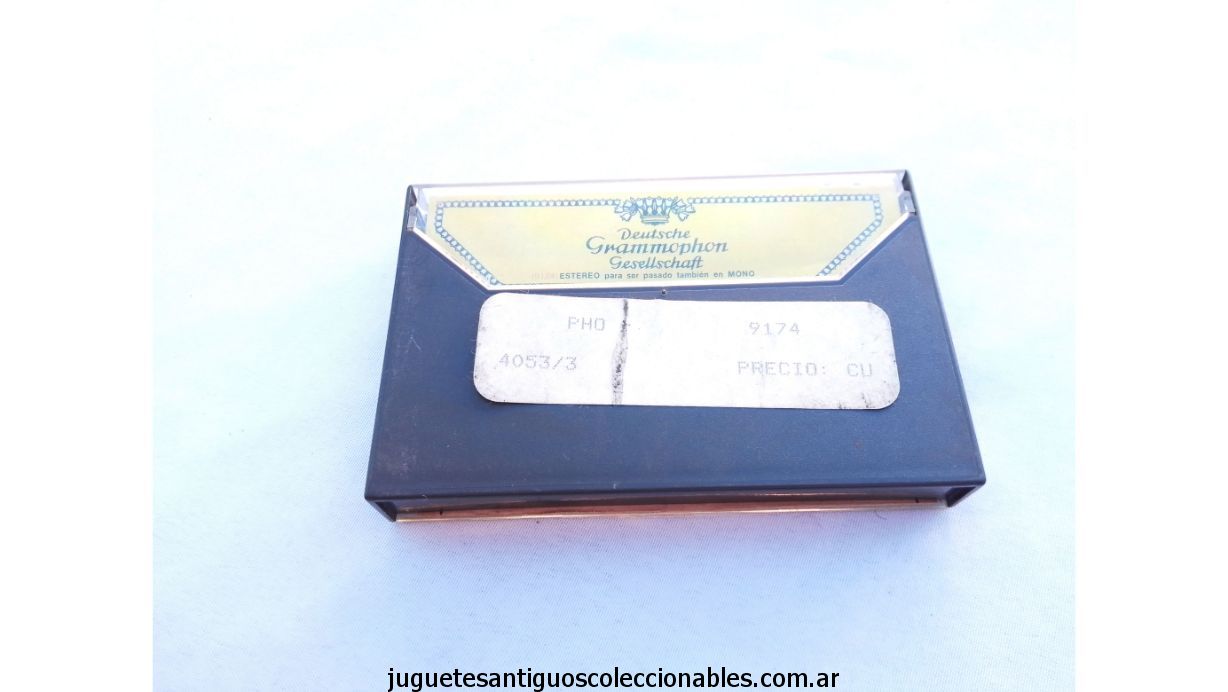 Deutsche
Grammophon
Gesellschaft
ESTEREO para ser pasado también en MONO
PHO 9174
4053/3 PRECIO: CU
juguetesantiguoscoleccionables.com.ar